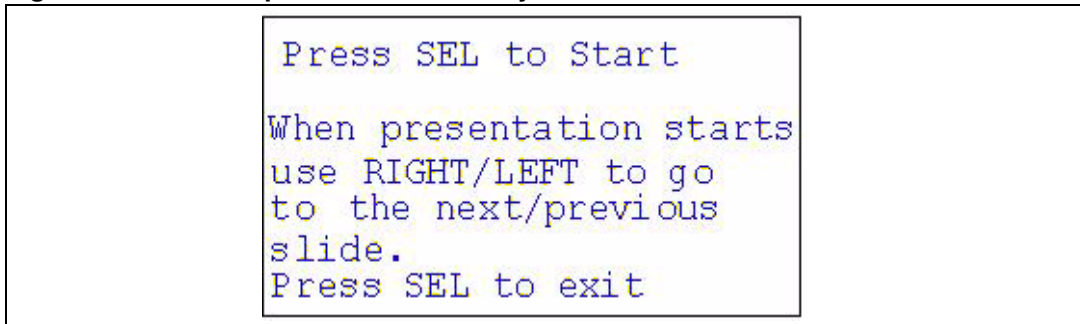 Press SEL to Start
When presentation starts
use RIGHT/LEFT to go
to the next/previous
slide.
Press SEL to exit